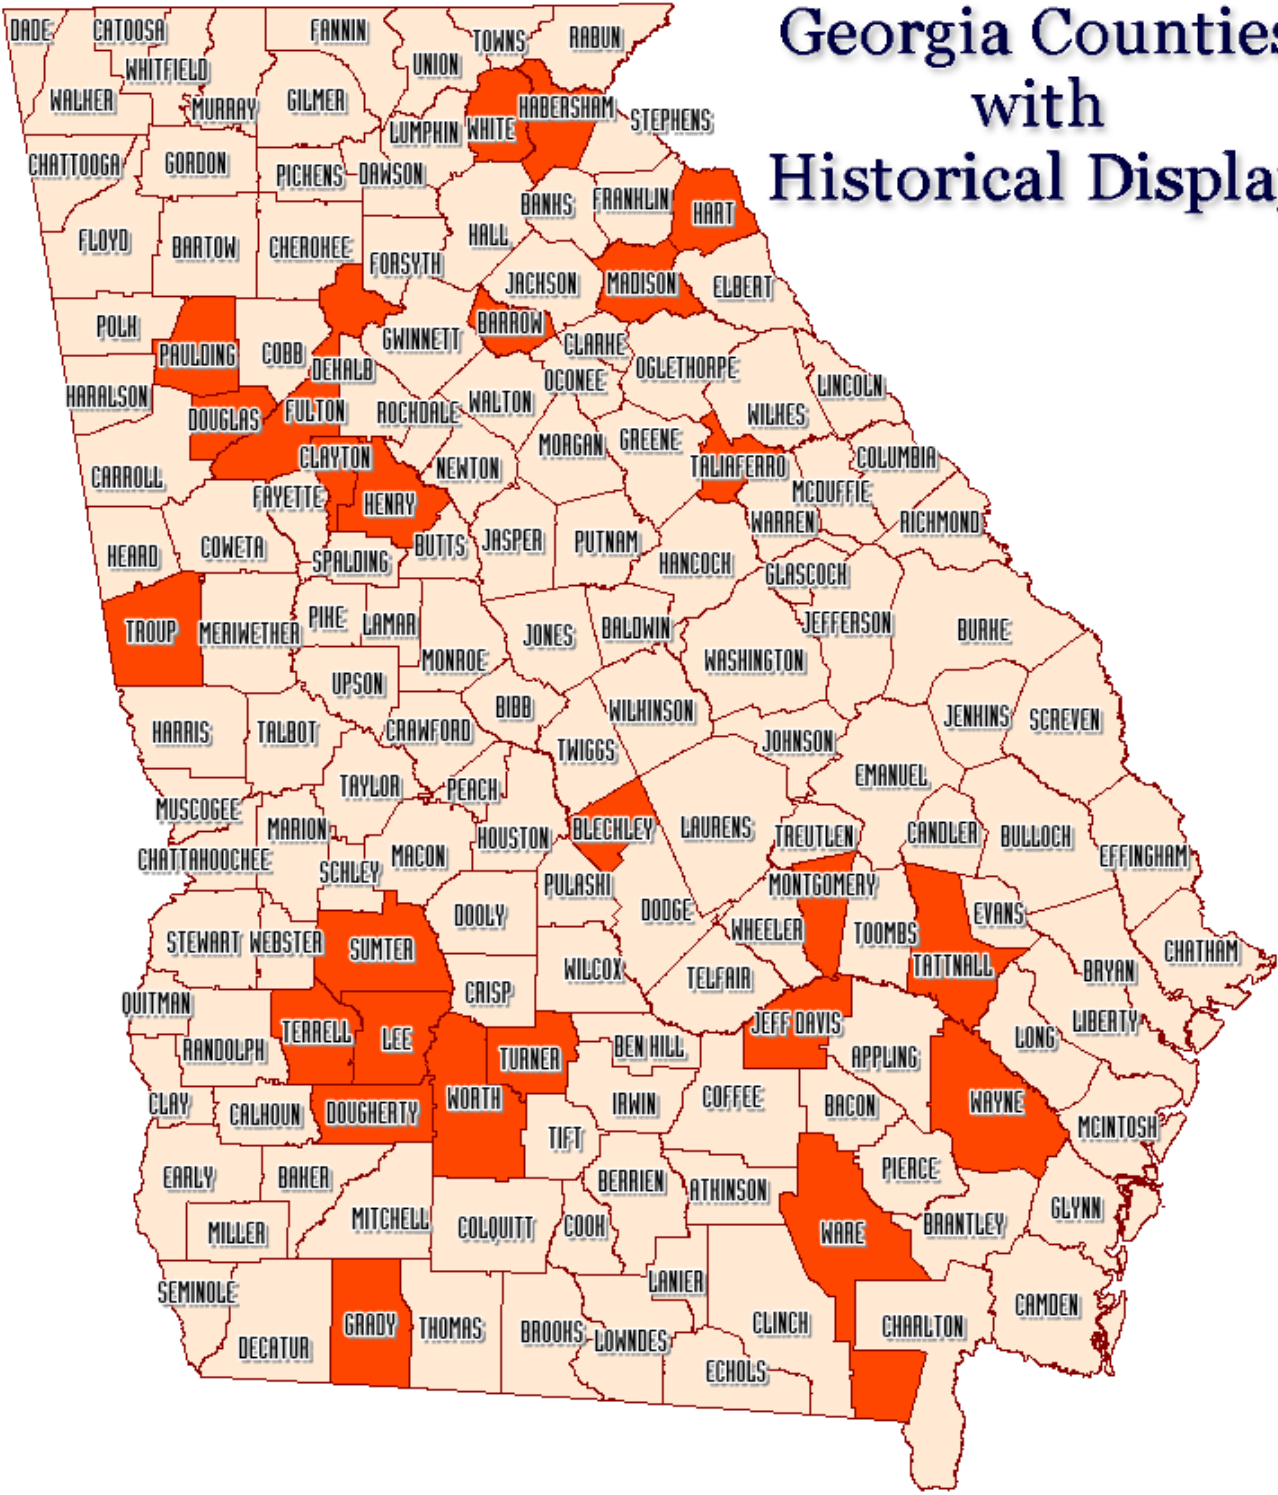 Georgia Counties
with
Historical Display
DADE
CATOOSA
FANNIN
TOWNS
RABUN
WHITFIELD
UNION
WALKER
MURRAY
GILMER
HABERSHAM
LUMPKIN
WHITE
STEPHENS
CHATTOOGA
GORDON
PICKENS
DAWSON
BANKS
FRANKLIN
HART
FLOYD
BARTOW
CHEROKEE
HALL
FORSYTH
JACKSON
MADISON
ELBERT
POLK
GWINNETT
BARROW
PAULDING
COBB
DEKALB
CLARKE
OCONEE
OGLETHORPE
LINCOLN
HARALSON
DOUGLAS
FULTON
ROCKDALE
WALTON
WILKES
MORGAN
GREENE
CARROLL
CLAYTON
NEWTON
TALIAFERRO
COLUMBIA
FAYETTE
HENRY
MCDUFFIE
WARREN
RICHMOND
HEARD
COWETA
SPALDING
BUTTS
JASPER
PUTNAM
HANCOCK
GLASCOCK
TROUP
MERIWETHER
PIKE
LAMAR
MONROE
JONES
BALDWIN
WASHINGTON
JEFFERSON
BURKE
UPSON
HARRIS
TALBOT
CRAWFORD
BIBB
WILKINSON
TWIGGS
JOHNSON
JENKINS
SCREVEN
MUSCOGEE
TAYLOR
PEACH
EMANUEL
MARION
HOUSTON
BLECKLEY
LAURENS
TREUTLEN
CANDLER
BULLOCH
EFFINGHAM
CHATTAHOOCHEE
SCHLEY
MACON
PULASKI
MONTGOMERY
STEWART
WEBSTER
SUMTER
DOOLY
DODGE
WHEELER
TOOMBS
EVANS
TATTNALL
CHATHAM
QUITMAN
CRISP
WILCOX
TELFAIR
BRYAN
RANDOLPH
TERRELL
LEE
TURNER
BEN HILL
JEFF DAVIS
APPLING
LONG
LIBERTY
CLAY
CALHOUN
DOUGHERTY
WORTH
TIFT
IRWIN
COFFEE
BACON
WAYNE
MCINTOSH
EARLY
BAKER
MITCHELL
BERRIEN
ATKINSON
PIERCE
MILLER
COLQUITT
COOK
WARE
BRANTLEY
GLYNN
SEMINOLE
DECATUR
GRADY
THOMAS
BROOKS
LOWNDES
LANIER
CLINCH
ECHOLS
CHARLTON
CAMDEN